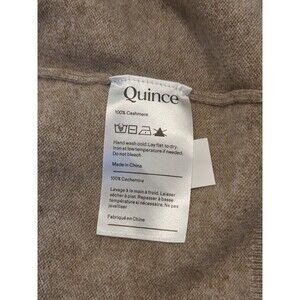 Quince
100% Cashmere
Hand wash cold. Lay flat to dry.
Iron at low temperature if needed.
Do not bleach.
Made in China
100% Cachemire
Lavage à la main à froid. Laisser
sécher à plat. Repasser à basse
température si nécessaire. Ne pas
javelliser
Fabriqué en Chine